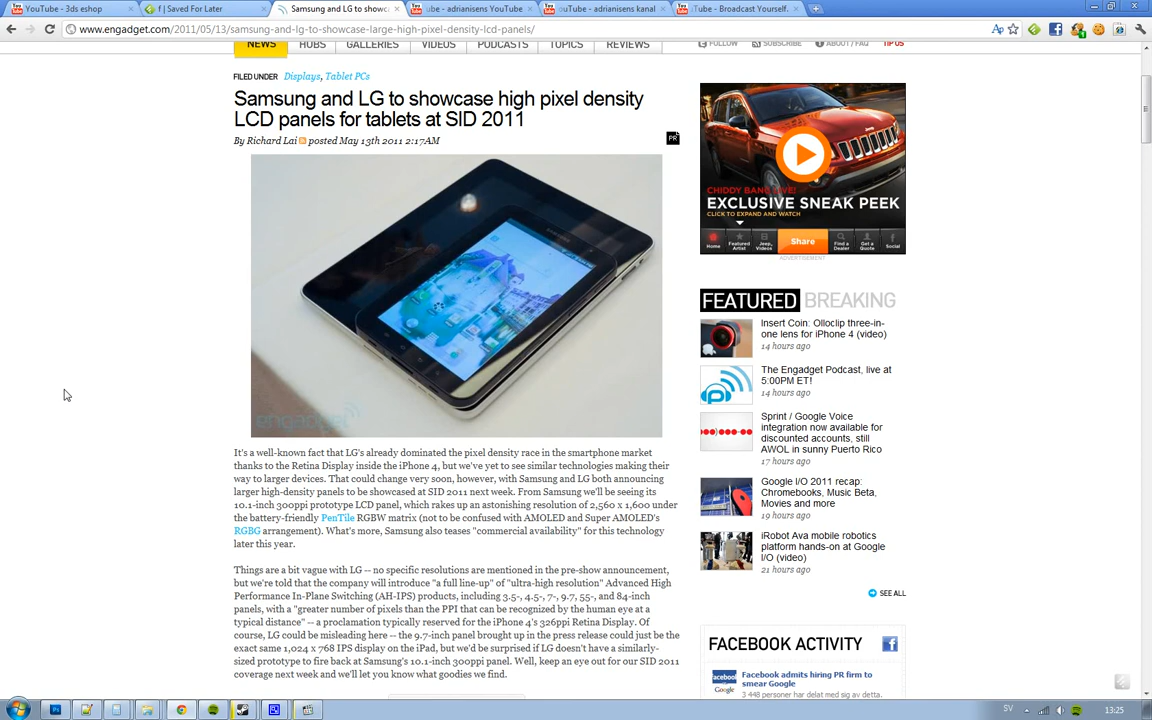 YouTube - 3ds eshop
f | Saved For Later
Samsung and LG to showc
ube - adrianisens YouTube
ouTube - adrianisens kanal
Tube - Broadcast Yourself.
www.engadget.com/2011/05/13/samsung-and-lg-to-showcase-large-high-pixel-density-lcd-panels/
NEWS HUBS GALLERIES VIDEOS PODCASTS TOPICS REVIEWS FOLLOW SUBSCRIBE ABOUT / FAQ TIP US
FILED UNDER Displays, Tablet PCs
Samsung and LG to showcase high pixel density
LCD panels for tablets at SID 2011
By Richard Lai posted May 13th 2011 2:17AM
PR
engadget
It's a well-known fact that LG's already dominated the pixel density race in the smartphone market
thanks to the Retina Display inside the iPhone 4, but we've yet to see similar technologies making their
way to larger devices. That could change very soon, however, with Samsung and LG both announcing
larger high-density panels to be showcased at SID 2011 next week. From Samsung we'll be seeing its
10.1-inch 300ppi prototype LCD panel, which rakes up an astonishing resolution of 2,560 x 1,600 under
the battery-friendly PenTile RGBW matrix (not to be confused with AMOLED and Super AMOLED's
RGBG arrangement). What's more, Samsung also teases "commercial availability" for this technology
later this year.
Things are a bit vague with LG -- no specific resolutions are mentioned in the pre-show announcement,
but we're told that the company will introduce "a full line-up" of "ultra-high resolution" Advanced High
Performance In-Plane Switching (AH-IPS) products, including 3.5-, 4.5-, 7-, 9.7, 55-, and 84-inch
panels, with a "greater number of pixels than the PPI that can be recognized by the human eye at a
typical distance" -- a proclamation typically reserved for the iPhone 4's 326ppi Retina Display. Of
course, LG could be misleading here -- the 9.7-inch panel brought up in the press release could just be the
exact same 1,024 x 768 IPS display on the iPad, but we'd be surprised if LG doesn't have a similarly-
sized prototype to fire back at Samsung's 10.1-inch 300ppi panel. Well, keep an eye out for our SID 2011
coverage next week and we'll let you know what goodies we find.
CHIDDY BANG LIVE!
EXCLUSIVE SNEAK PEEK
CLICK TO EXPAND AND WATCH
Home
Featured Artist
Jeep Videos
Share
Find a Dealer
Get a Quote
Social
ADVERTISEMENT
FEATURED BREAKING
Insert Coin: Olloclip three-in-
one lens for iPhone 4 (video)
14 hours ago
The Engadget Podcast, live at
5:00PM ET!
14 hours ago
Sprint / Google Voice
integration now available for
discounted accounts, still
AWOL in sunny Puerto Rico
17 hours ago
Google I/O 2011 recap:
Chromebooks, Music Beta,
Movies and more
19 hours ago
iRobot Ava mobile robotics
platform hands-on at Google
I/O (video)
21 hours ago
SEE ALL
FACEBOOK ACTIVITY
Facebook admits hiring PR firm to
smear Google
3 448 personer har delat med sig av detta.
SV
13:25